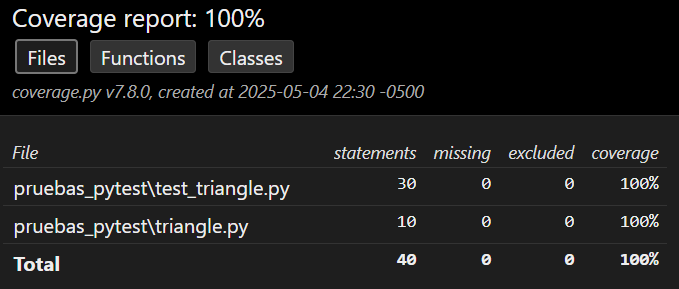 Coverage report: 100%
Files Functions Classes
coverage.py v7.8.0, created at 2025-05-04 22:30 -0500
File statements missing excluded coverage
pruebas_pytest\test_triangle.py 30 0 0 100%
pruebas_pytest\triangle.py 10 0 0 100%
Total 40 0 0 100%